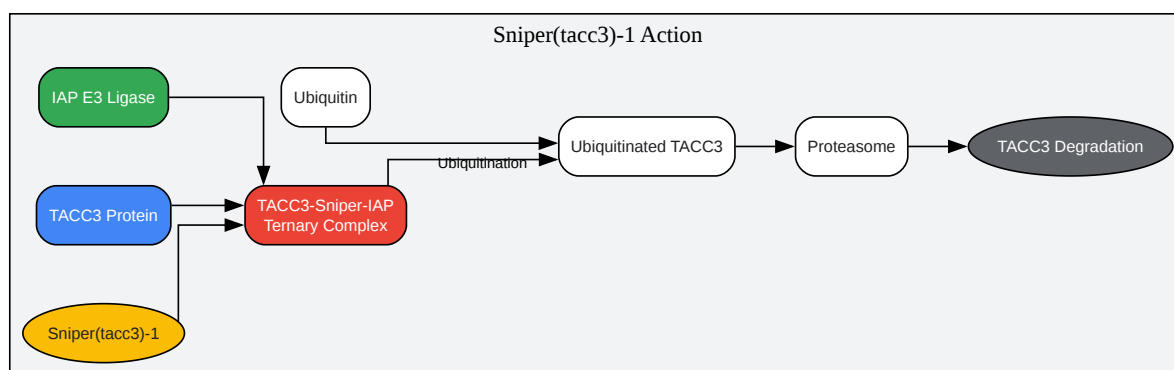 Sniper(tacc3)-1 Action
IAP E3 Ligase
Ubiquitin
Ubiquitinated TACC3
Proteasome
TACC3 Degradation
Ubiquitination
TACC3 Protein
TACC3-Sniper-IAP
Ternary Complex
Sniper(tacc3)-1